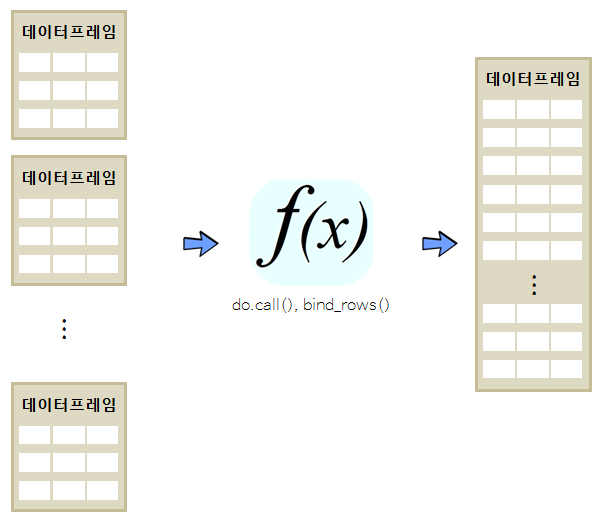 데이터프레임
데이터프레임
⋮
데이터프레임
f(x)
do.call(), bind_rows()
데이터프레임
⋮